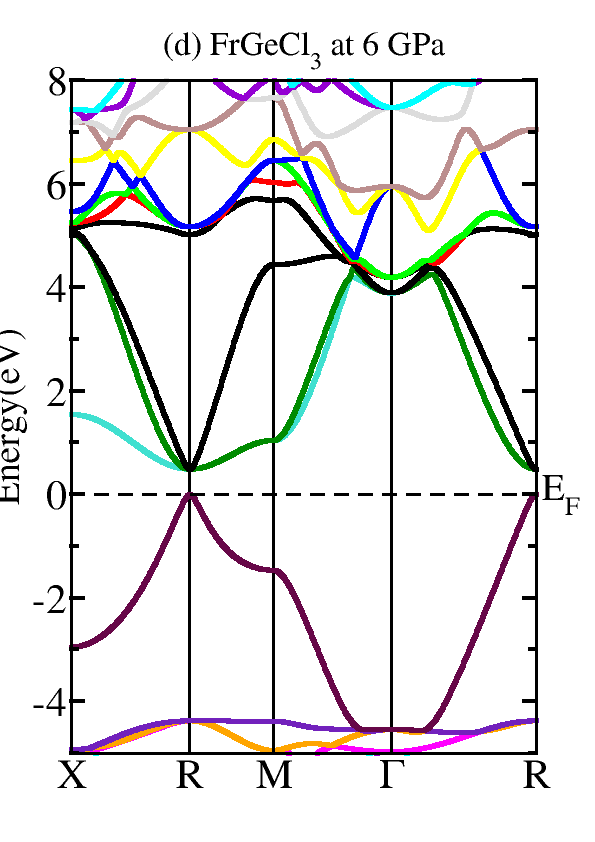 (d) FrGeCl3 at 6 GPa
8
6
4
2
0
-2
-4
Energy(eV)
EF
X R M Γ R